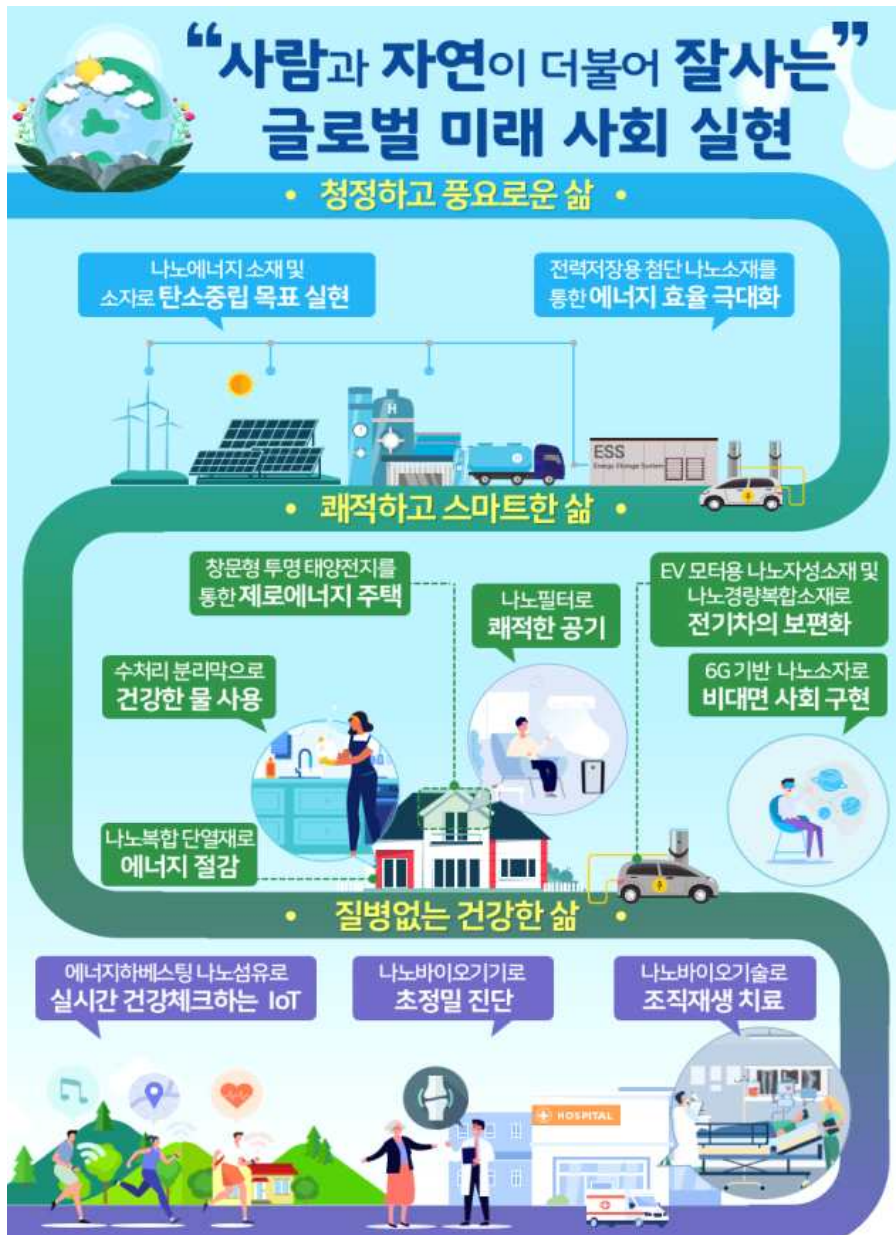 “사람과 자연이 더불어 잘사는”
글로벌 미래 사회 실현
• 청정하고 풍요로운 삶 •
나노에너지 소재 및
소자로 탄소중립 목표 실현
전력저장용 첨단 나노소재를
통한 에너지 효율 극대화
H
ESS
Energy Storage System
• 쾌적하고 스마트한 삶 •
창문형 투명 태양전지를
통한 제로에너지 주택
나노필터로
쾌적한 공기
EV 모터용 나노자성소재 및
나노경량복합소재로
전기차의 보편화
수처리 분리막으로
건강한 물 사용
6G 기반 나노소자로
비대면 사회 구현
나노복합 단열재로
에너지 절감
• 질병없는 건강한 삶 •
에너지하베스팅 나노섬유로
실시간 건강체크하는 IoT
나노바이오기기로
초정밀 진단
나노바이오기술로
조직재생 치료
HOSPITAL